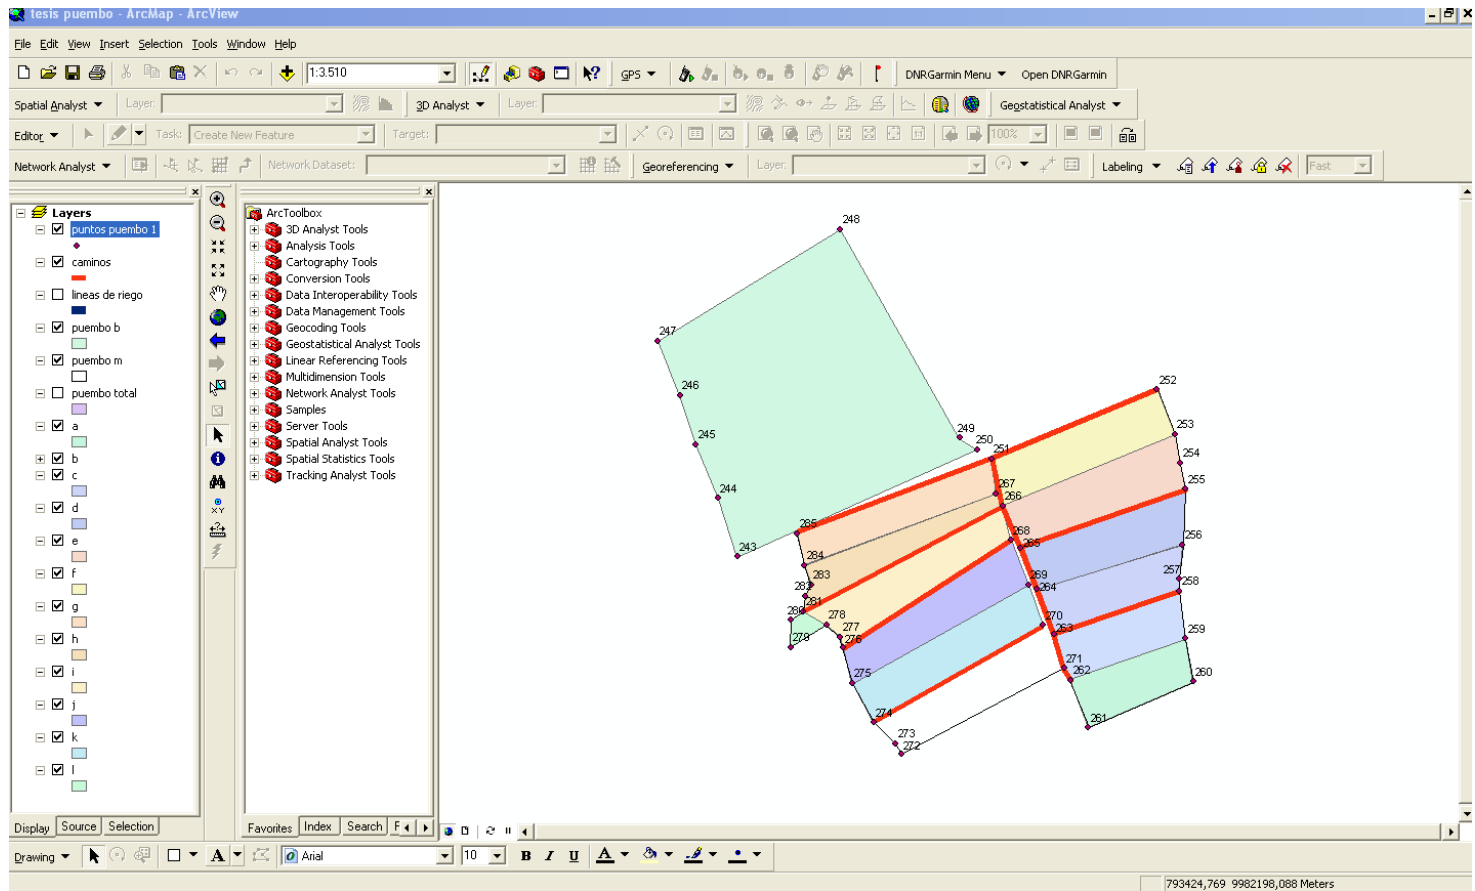 tesis puembo - ArcMap - ArcView
File Edit View Insert Selection Tools Window Help
1:3.510 GPS DNRGarmin Menu Open DNRGarmin
Spatial Analyst Layer: 3D Analyst Layer: Geostatistical Analyst
Editor Task: Create New Feature Target: 100%
Network Analyst Network Dataset: Georeferencing Layer: Labeling Fast
Layers
puntos puembo 1
caminos
lineas de riego
puembo b
puembo m
puembo total
a
b
c
d
e
f
g
h
i
j
k
l
Display Source Selection
ArcToolbox
3D Analyst Tools
Analysis Tools
Cartography Tools
Conversion Tools
Data Interoperability Tools
Data Management Tools
Geocoding Tools
Geostatistical Analyst Tools
Linear Referencing Tools
Multidimension Tools
Network Analyst Tools
Samples
Server Tools
Spatial Analyst Tools
Spatial Statistics Tools
Tracking Analyst Tools
Favorites Index Search F
248
247
246
245
244
243
249
250
251
252
253
254
255
256
257
258
259
260
261
262
271
263
270
264
269
265
268
266
267
285
284
283
282
281
280
279
278
277
276
275
274
273
272
Drawing A Arial 10 B I U A
793424,769 9982198,088 Meters